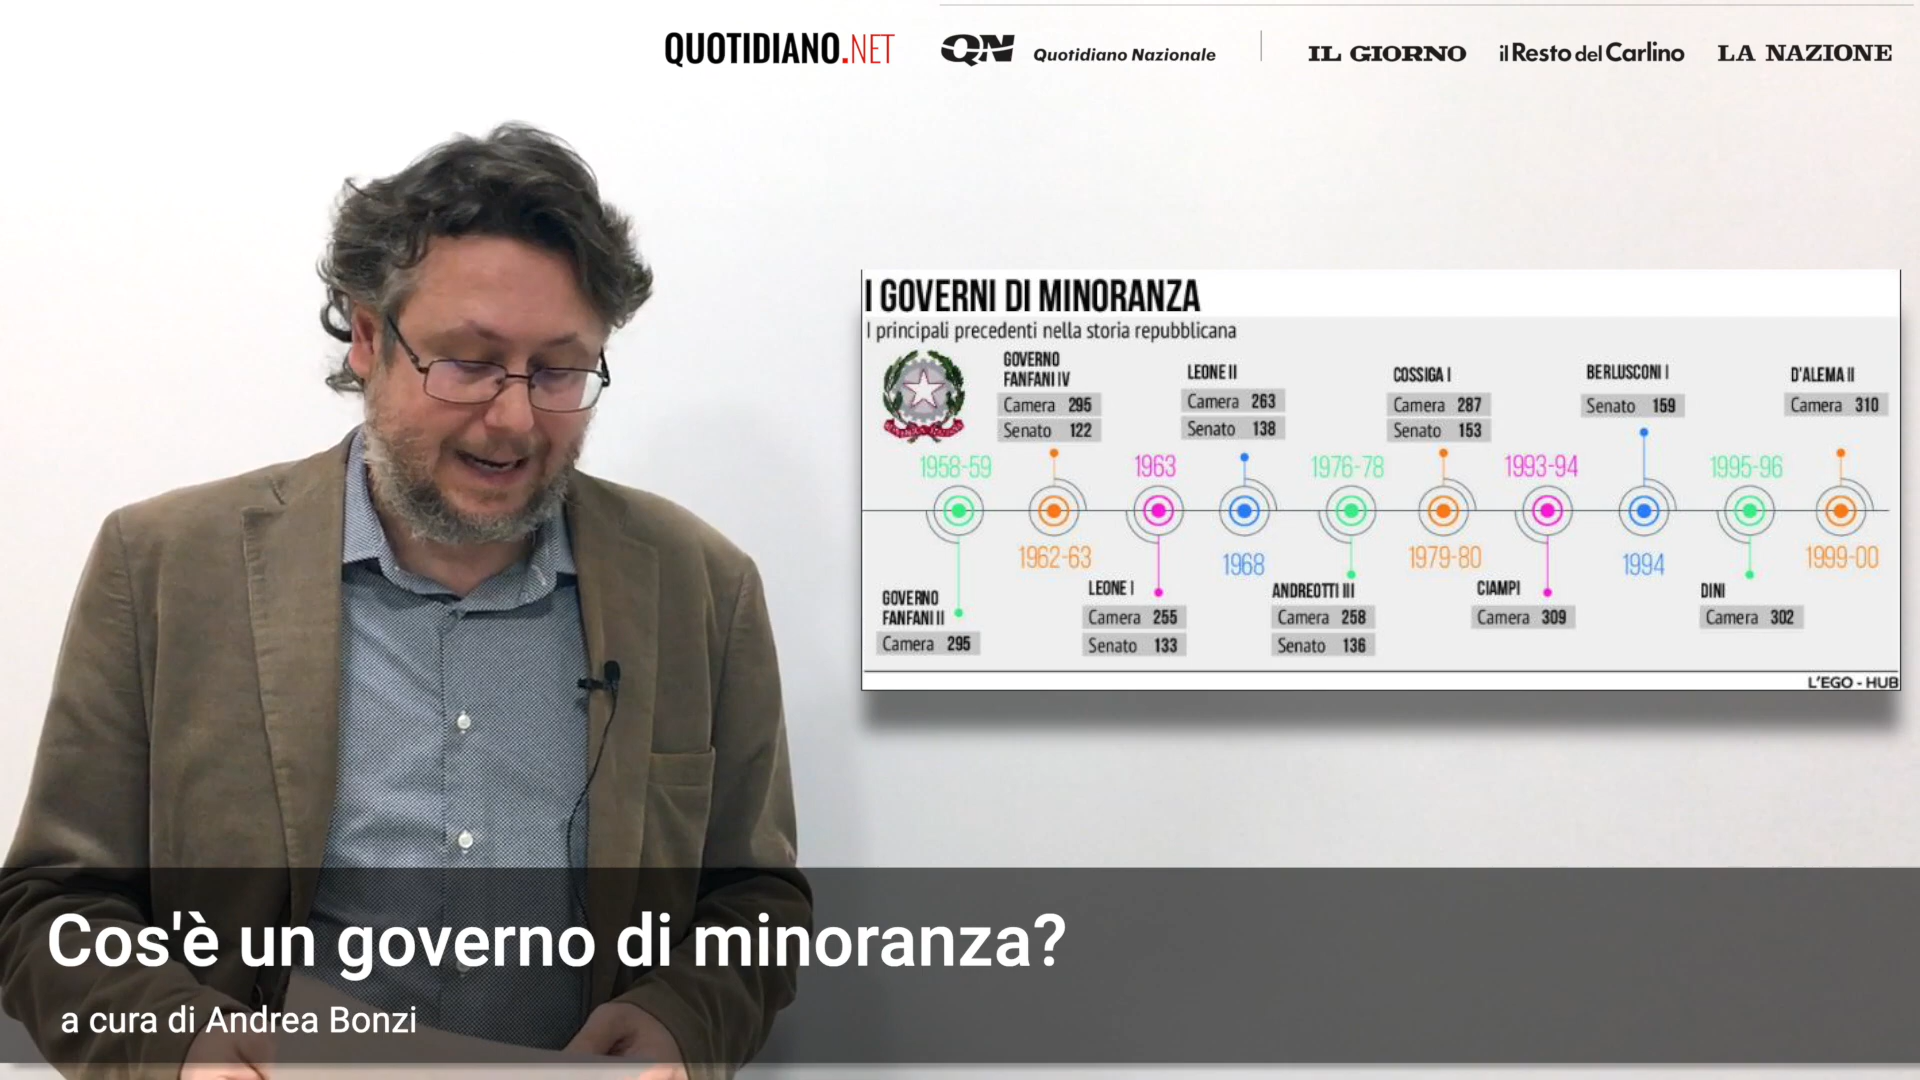 QUOTIDIANO.NET
QN Quotidiano Nazionale
IL GIORNO
il Resto del Carlino
LA NAZIONE
I GOVERNI DI MINORANZA
I principali precedenti nella storia repubblicana
GOVERNO
FANFANI IV
Camera 295
Senato 122
LEONE II
Camera 263
Senato 138
COSSIGA I
Camera 287
Senato 153
BERLUSCONI I
Senato 159
D'ALEMA II
Camera 310
1958-59
1963
1976-78
1993-94
1995-96
1962-63
1968
1979-80
1994
1999-00
GOVERNO
FANFANI II
Camera 295
LEONE I
Camera 255
Senato 133
ANDREOTTI III
Camera 258
Senato 136
CIAMPI
Camera 309
DINI
Camera 302
L'EGO - HUB
Cos'è un governo di minoranza?
a cura di Andrea Bonzi